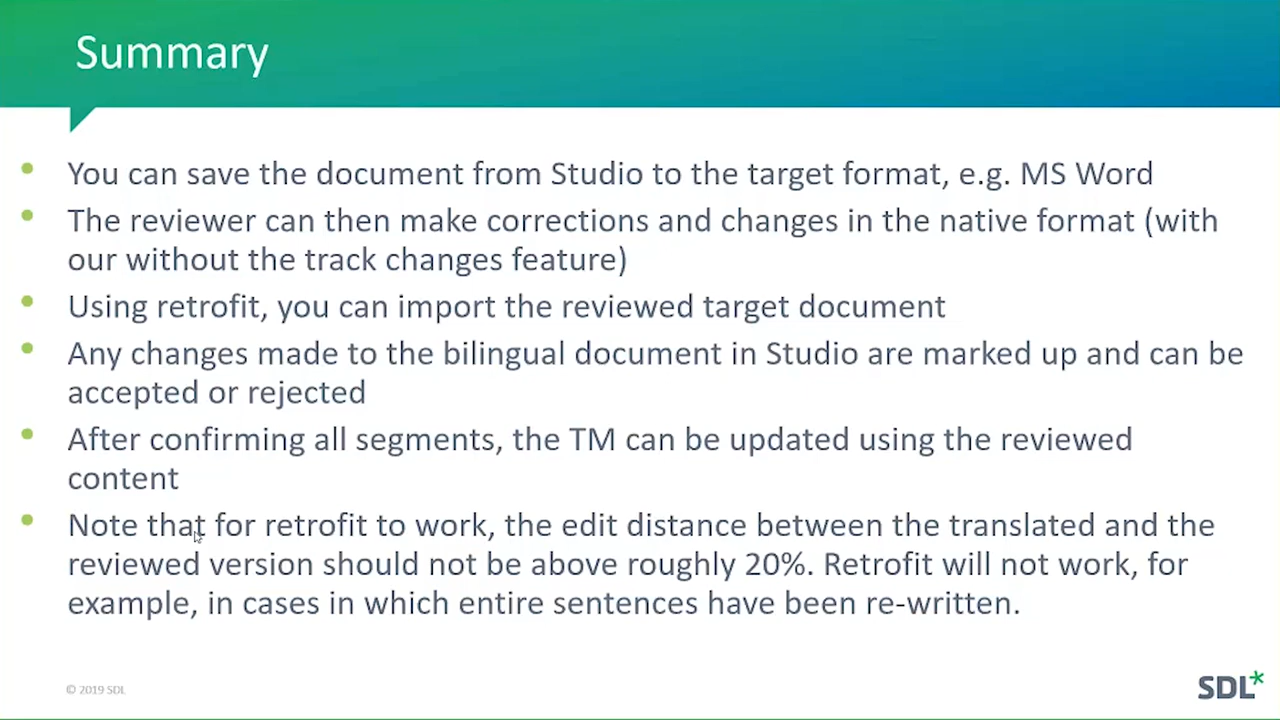 Summary
• You can save the document from Studio to the target format, e.g. MS Word
• The reviewer can then make corrections and changes in the native format (with
our without the track changes feature)
• Using retrofit, you can import the reviewed target document
• Any changes made to the bilingual document in Studio are marked up and can be
accepted or rejected
• After confirming all segments, the TM can be updated using the reviewed
content
• Note that for retrofit to work, the edit distance between the translated and the
reviewed version should not be above roughly 20%. Retrofit will not work, for
example, in cases in which entire sentences have been re-written.
© 2019 SDL
SDL*